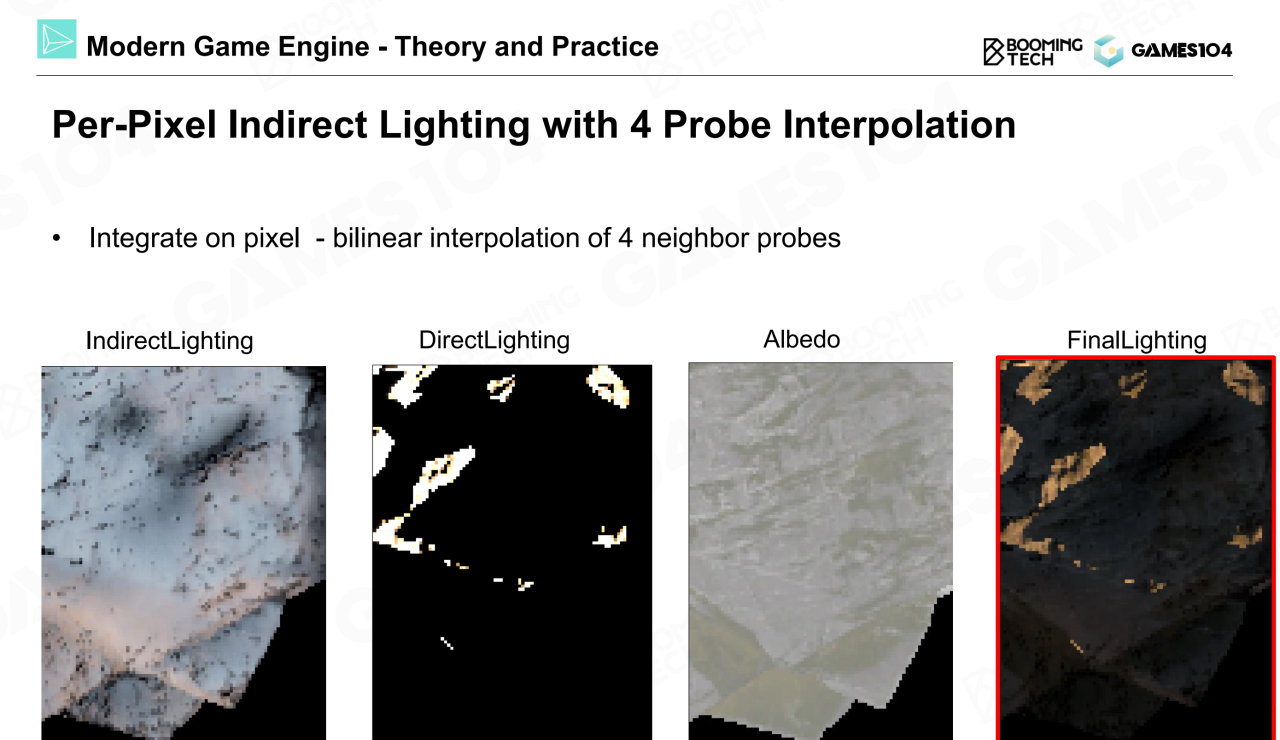 Modern Game Engine - Theory and Practice
BOOMING
TECH
GAMES104
Per-Pixel Indirect Lighting with 4 Probe Interpolation
• Integrate on pixel - bilinear interpolation of 4 neighbor probes
IndirectLighting
DirectLighting
Albedo
FinalLighting